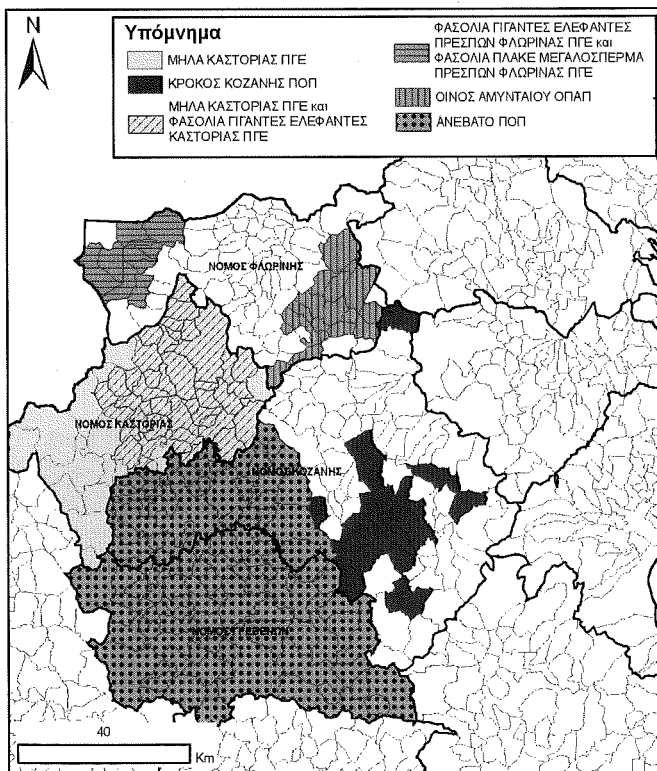 N
Υπόμνημα
ΜΗΛΑ ΚΑΣΤΟΡΙΑΣ ΠΓΕ
ΚΡΟΚΟΣ ΚΟΖΑΝΗΣ ΠΟΠ
ΜΗΛΑ ΚΑΣΤΟΡΙΑΣ ΠΓΕ και
ΦΑΣΟΛΙΑ ΓΙΓΑΝΤΕΣ ΕΛΕΦΑΝΤΕΣ
ΚΑΣΤΟΡΙΑΣ ΠΓΕ
ΦΑΣΟΛΙΑ ΓΙΓΑΝΤΕΣ ΕΛΕΦΑΝΤΕΣ
ΠΡΕΣΠΩΝ ΦΛΩΡΙΝΑΣ ΠΓΕ και
ΦΑΣΟΛΙΑ ΠΛΑΚΕ ΜΕΓΑΛΟΣΠΕΡΜΑ
ΠΡΕΣΠΩΝ ΦΛΩΡΙΝΑΣ ΠΓΕ
ΟΙΝΟΣ ΑΜΥΝΤΑΙΟΥ ΟΠΑΠ
ΑΝΕΒΑΤΟ ΠΟΠ
ΝΟΜΟΣ ΦΛΩΡΙΝΗΣ
ΝΟΜΟΣ ΚΑΣΤΟΡΙΑΣ
ΝΟΜΟΣ ΚΟΖΑΝΗΣ
ΝΟΜΟΣ ΓΡΕΒΕΝΩΝ
40
Km